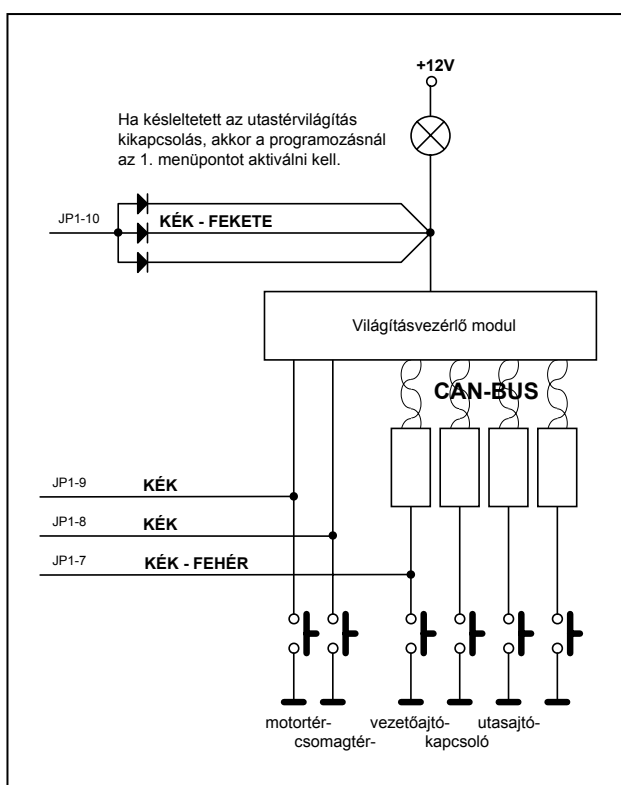 +12V
Ha késleltetett az utastérvilágítás
kikapcsolás, akkor a programozásnál
az 1. menüpontot aktiválni kell.
JP1-10 KÉK - FEKETE
Világításvezérlő modul
CAN-BUS
JP1-9 KÉK
JP1-8 KÉK
JP1-7 KÉK - FEHÉR
motortér- vezetőajtó- utasajtó-
csomagtér- kapcsoló